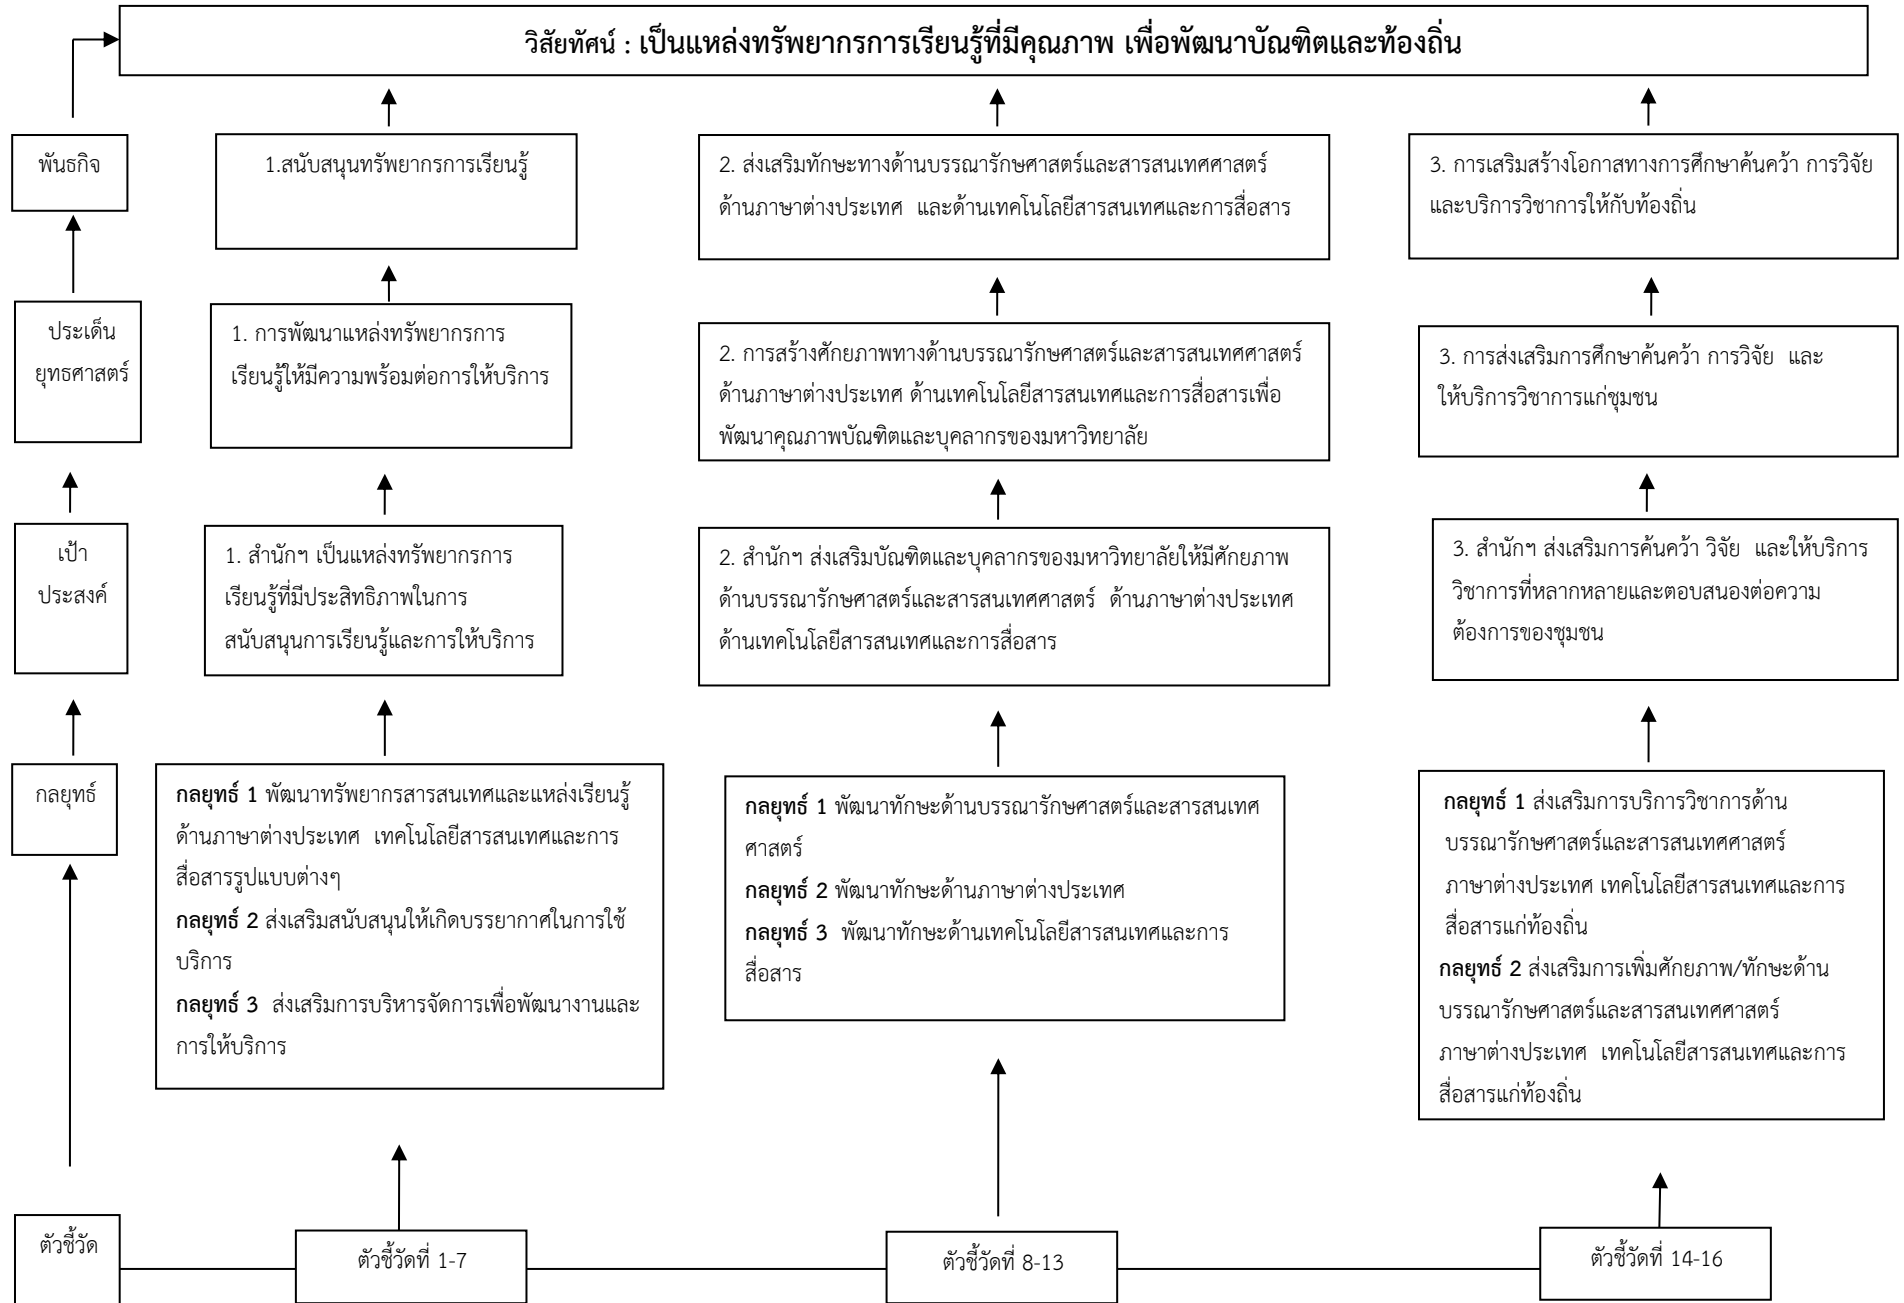 วิสัยทัศน์ : เป็นแหล่งทรัพยากรการเรียนรู้ที่มีคุณภาพ เพื่อพัฒนาบัณฑิตและท้องถิ่น
พันธกิจ
1.สนับสนุนทรัพยากรการเรียนรู้
2. ส่งเสริมทักษะทางด้านบรรณารักษศาสตร์และสารสนเทศศาสตร์
ด้านภาษาต่างประเทศ และด้านเทคโนโลยีสารสนเทศและการสื่อสาร
3. การเสริมสร้างโอกาสทางการศึกษาค้นคว้า การวิจัย
และบริการวิชาการให้กับท้องถิ่น
ประเด็น
ยุทธศาสตร์
1. การพัฒนาแหล่งทรัพยากรการ
เรียนรู้ให้มีความพร้อมต่อการให้บริการ
2. การสร้างศักยภาพทางด้านบรรณารักษศาสตร์และสารสนเทศศาสตร์
ด้านภาษาต่างประเทศ ด้านเทคโนโลยีสารสนเทศและการสื่อสารเพื่อ
พัฒนาคุณภาพบัณฑิตและบุคลากรของมหาวิทยาลัย
3. การส่งเสริมการศึกษาค้นคว้า การวิจัย และ
ให้บริการวิชาการแก่ชุมชน
เป้า
ประสงค์
1. สำนักฯ เป็นแหล่งทรัพยากรการ
เรียนรู้ที่มีประสิทธิภาพในการ
สนับสนุนการเรียนรู้และการให้บริการ
2. สำนักฯ ส่งเสริมบัณฑิตและบุคลากรของมหาวิทยาลัยให้มีศักยภาพ
ด้านบรรณารักษศาสตร์และสารสนเทศศาสตร์ ด้านภาษาต่างประเทศ
ด้านเทคโนโลยีสารสนเทศและการสื่อสาร
3. สำนักฯ ส่งเสริมการค้นคว้า วิจัย และให้บริการ
วิชาการที่หลากหลายและตอบสนองต่อความ
ต้องการของชุมชน
กลยุทธ์
กลยุทธ์ 1 พัฒนาทรัพยากรสารสนเทศและแหล่งเรียนรู้
ด้านภาษาต่างประเทศ เทคโนโลยีสารสนเทศและการ
สื่อสารรูปแบบต่างๆ
กลยุทธ์ 2 ส่งเสริมสนับสนุนให้เกิดบรรยากาศในการใช้
บริการ
กลยุทธ์ 3 ส่งเสริมการบริหารจัดการเพื่อพัฒนางานและ
การให้บริการ
กลยุทธ์ 1 พัฒนาทักษะด้านบรรณารักษศาสตร์และสารสนเทศ
ศาสตร์
กลยุทธ์ 2 พัฒนาทักษะด้านภาษาต่างประเทศ
กลยุทธ์ 3 พัฒนาทักษะด้านเทคโนโลยีสารสนเทศและการ
สื่อสาร
กลยุทธ์ 1 ส่งเสริมการบริการวิชาการด้าน
บรรณารักษศาสตร์และสารสนเทศศาสตร์
ภาษาต่างประเทศ เทคโนโลยีสารสนเทศและการ
สื่อสารแก่ท้องถิ่น
กลยุทธ์ 2 ส่งเสริมการเพิ่มศักยภาพ/ทักษะด้าน
บรรณารักษศาสตร์และสารสนเทศศาสตร์
ภาษาต่างประเทศ เทคโนโลยีสารสนเทศและการ
สื่อสารแก่ท้องถิ่น
ตัวชี้วัด
ตัวชี้วัดที่ 1-7
ตัวชี้วัดที่ 8-13
ตัวชี้วัดที่ 14-16